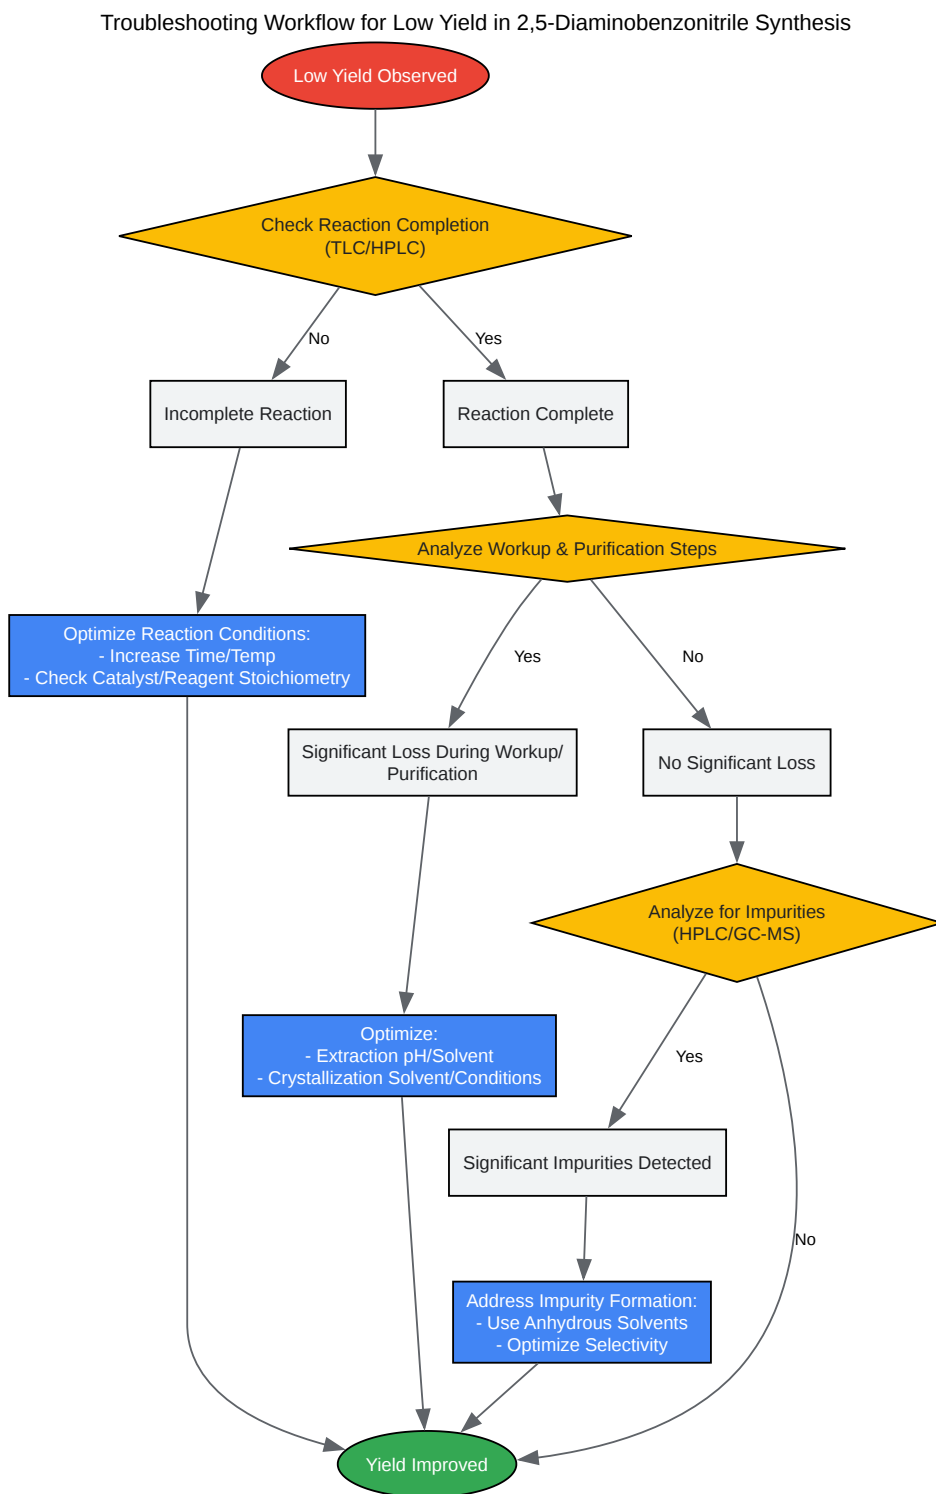 Troubleshooting Workflow for Low Yield in 2,5-Diaminobenzonitrile Synthesis
Low Yield Observed
Check Reaction Completion
(TLC/HPLC)
No
Yes
Incomplete Reaction
Reaction Complete
Analyze Workup & Purification Steps
Optimize Reaction Conditions:
- Increase Time/Temp
- Check Catalyst/Reagent Stoichiometry
Yes
No
Significant Loss During Workup/
Purification
No Significant Loss
Analyze for Impurities
(HPLC/GC-MS)
Optimize:
- Extraction pH/Solvent
- Crystallization Solvent/Conditions
Yes
Significant Impurities Detected
No
Address Impurity Formation:
- Use Anhydrous Solvents
- Optimize Selectivity
Yield Improved